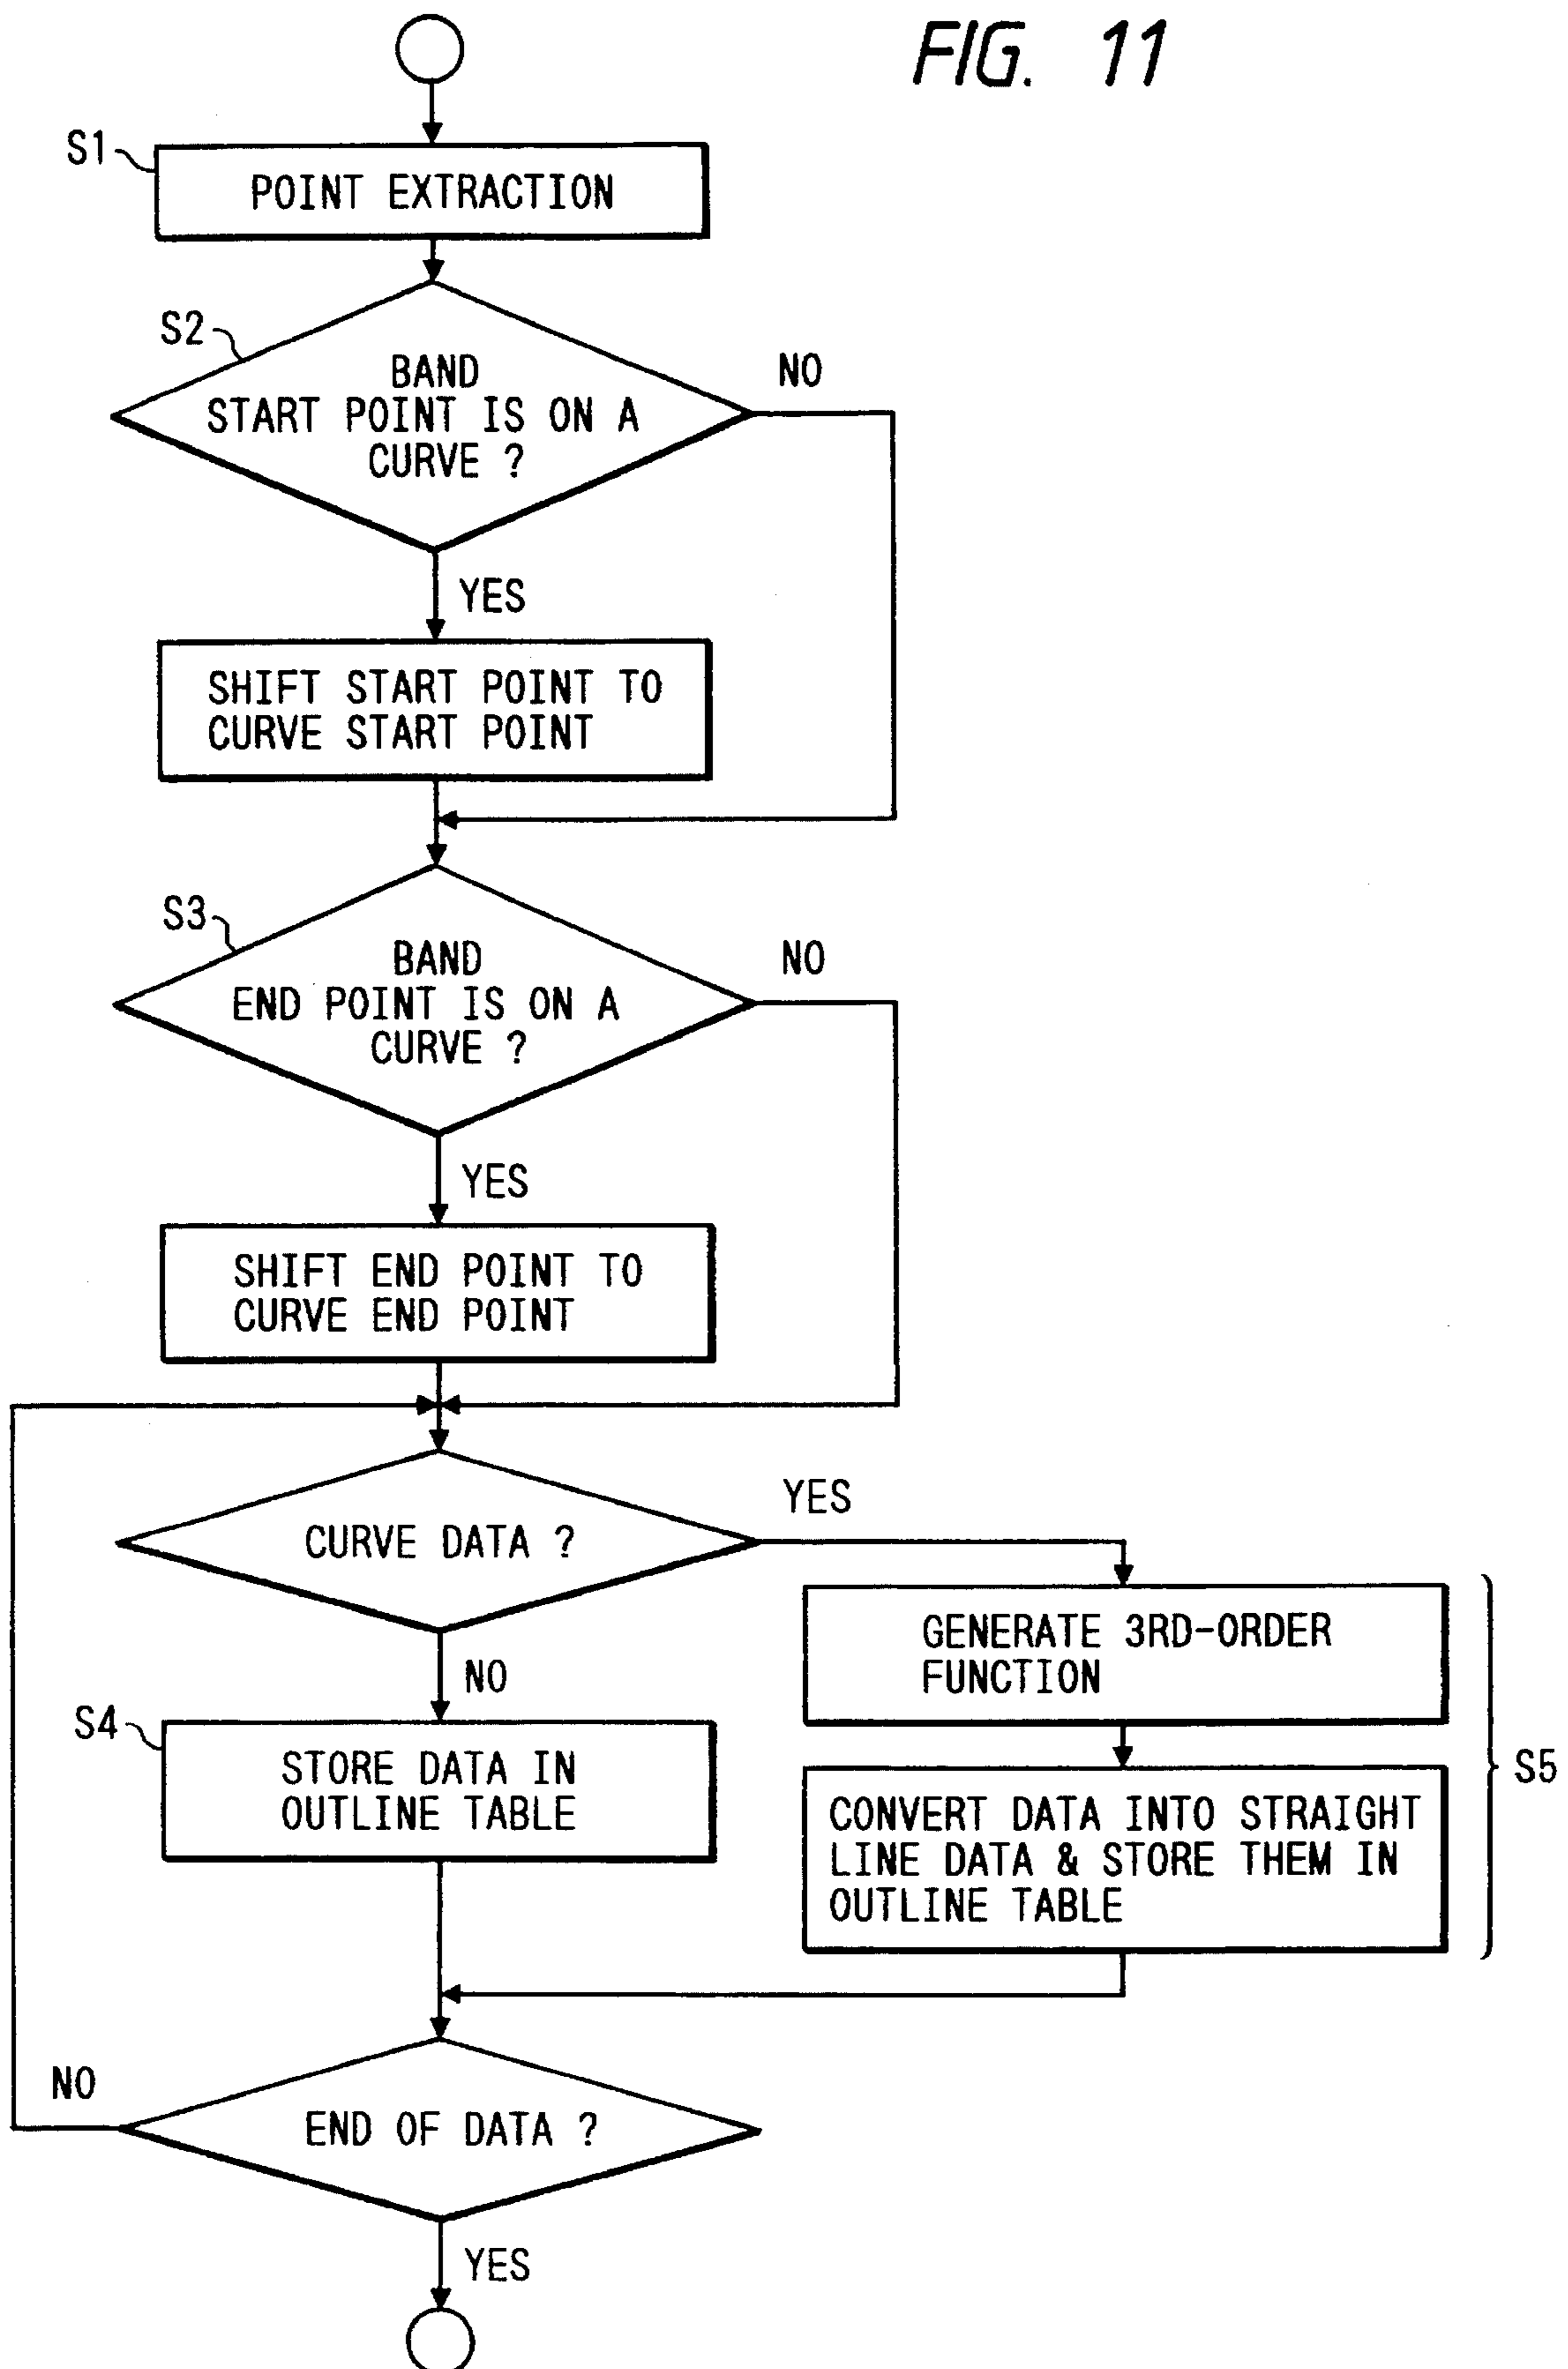 FIG. 11
S1
POINT EXTRACTION
S2
BAND
START POINT IS ON A
CURVE ?
NO
YES
SHIFT START POINT TO
CURVE START POINT
S3
BAND
END POINT IS ON A
CURVE ?
NO
YES
SHIFT END POINT TO
CURVE END POINT
CURVE DATA ?
YES
NO
GENERATE 3RD-ORDER
FUNCTION
S4
STORE DATA IN
OUTLINE TABLE
CONVERT DATA INTO STRAIGHT
LINE DATA & STORE THEM IN
OUTLINE TABLE
S5
END OF DATA ?
NO
YES